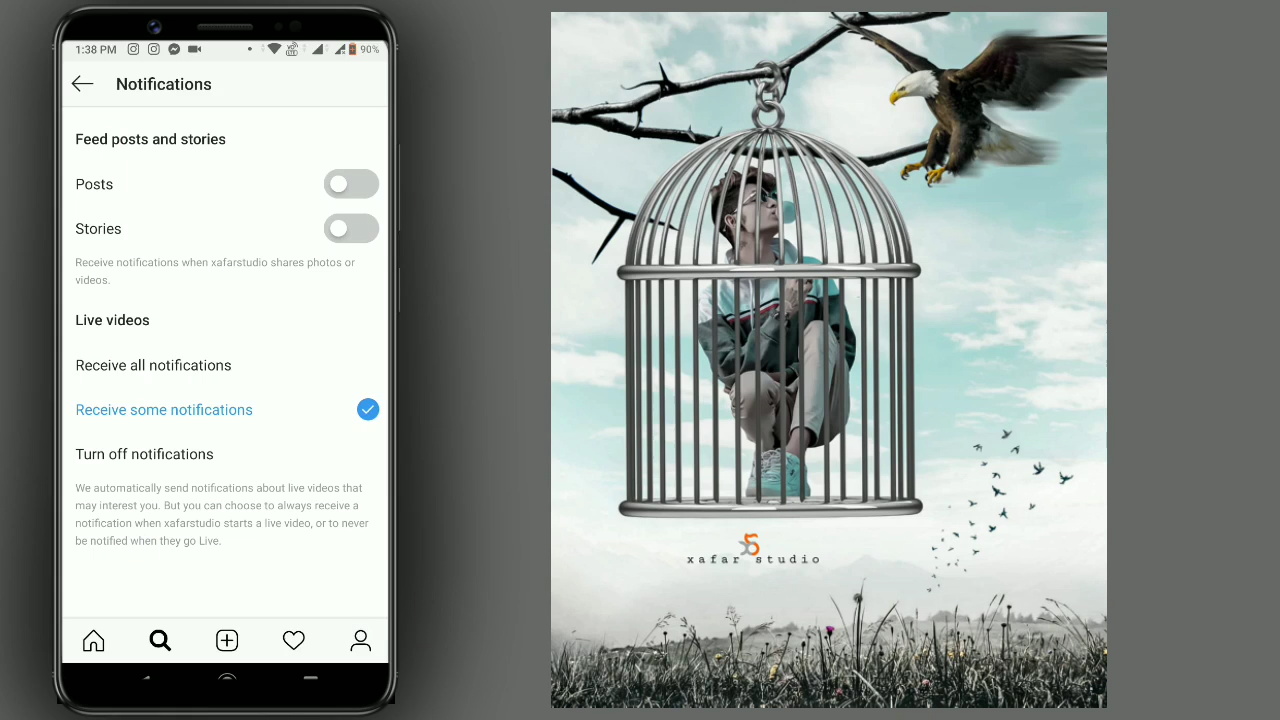 1:38 PM 90%
Notifications
Feed posts and stories
Posts
Stories
Receive notifications when xafarstudio shares photos or
videos.
Live videos
Receive all notifications
Receive some notifications
Turn off notifications
We automatically send notifications about live videos that
may interest you. But you can choose to always receive a
notification when xafarstudio starts a live video, or to never
be notified when they go Live.
xafar studio